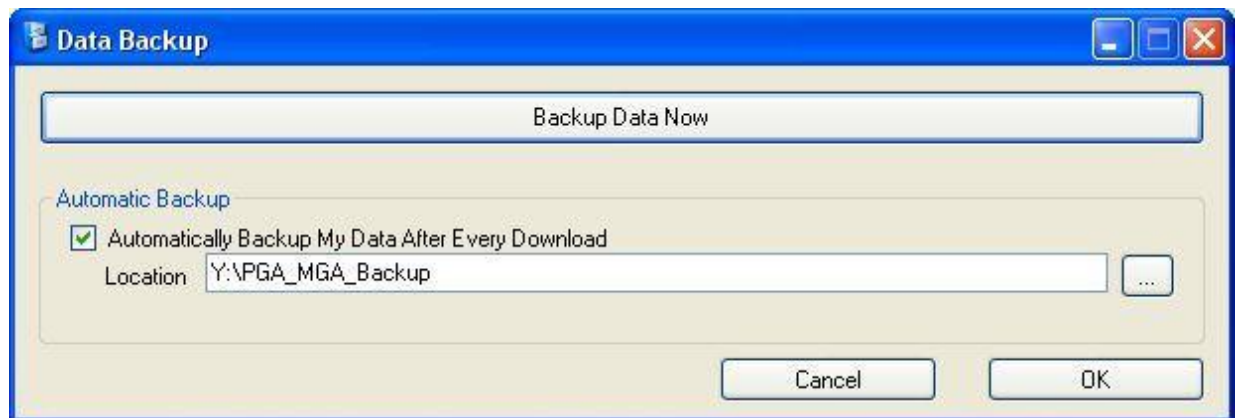 Data Backup
Backup Data Now
Automatic Backup
Automatically Backup My Data After Every Download
Location Y:\PGA_MGA_Backup ...
Cancel OK